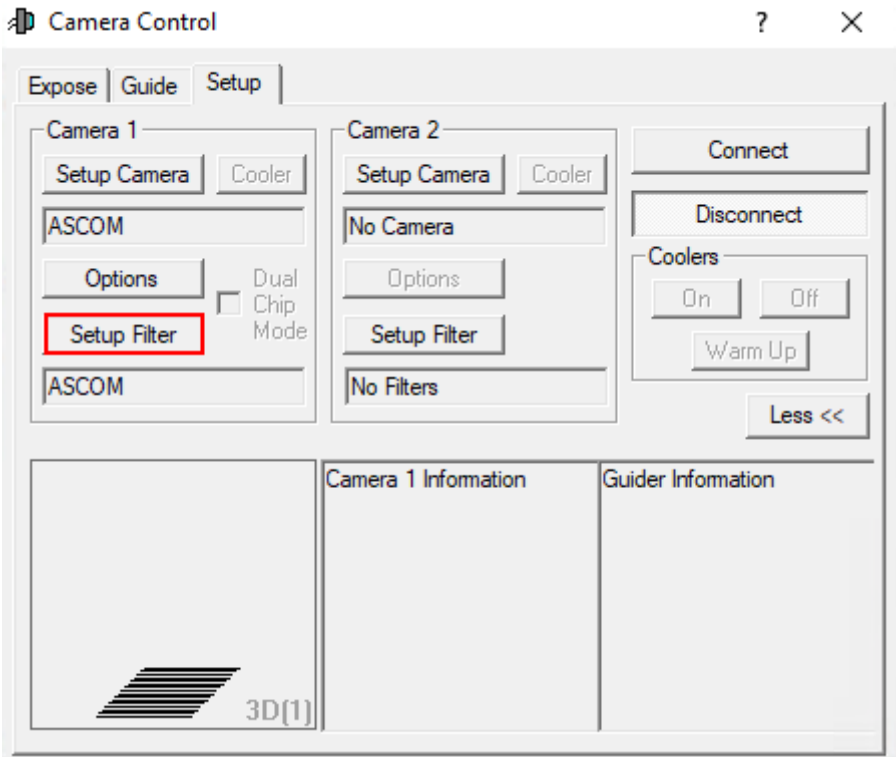 Camera Control ?
Expose Guide Setup
Camera 1
Setup Camera Cooler
ASCOM
Options
Dual
Chip
Mode
Setup Filter
ASCOM
Camera 2
Setup Camera Cooler
No Camera
Options
Setup Filter
No Filters
Connect
Disconnect
Coolers
On Off
Warm Up
Less <<
3D(1)
Camera 1 Information
Guider Information